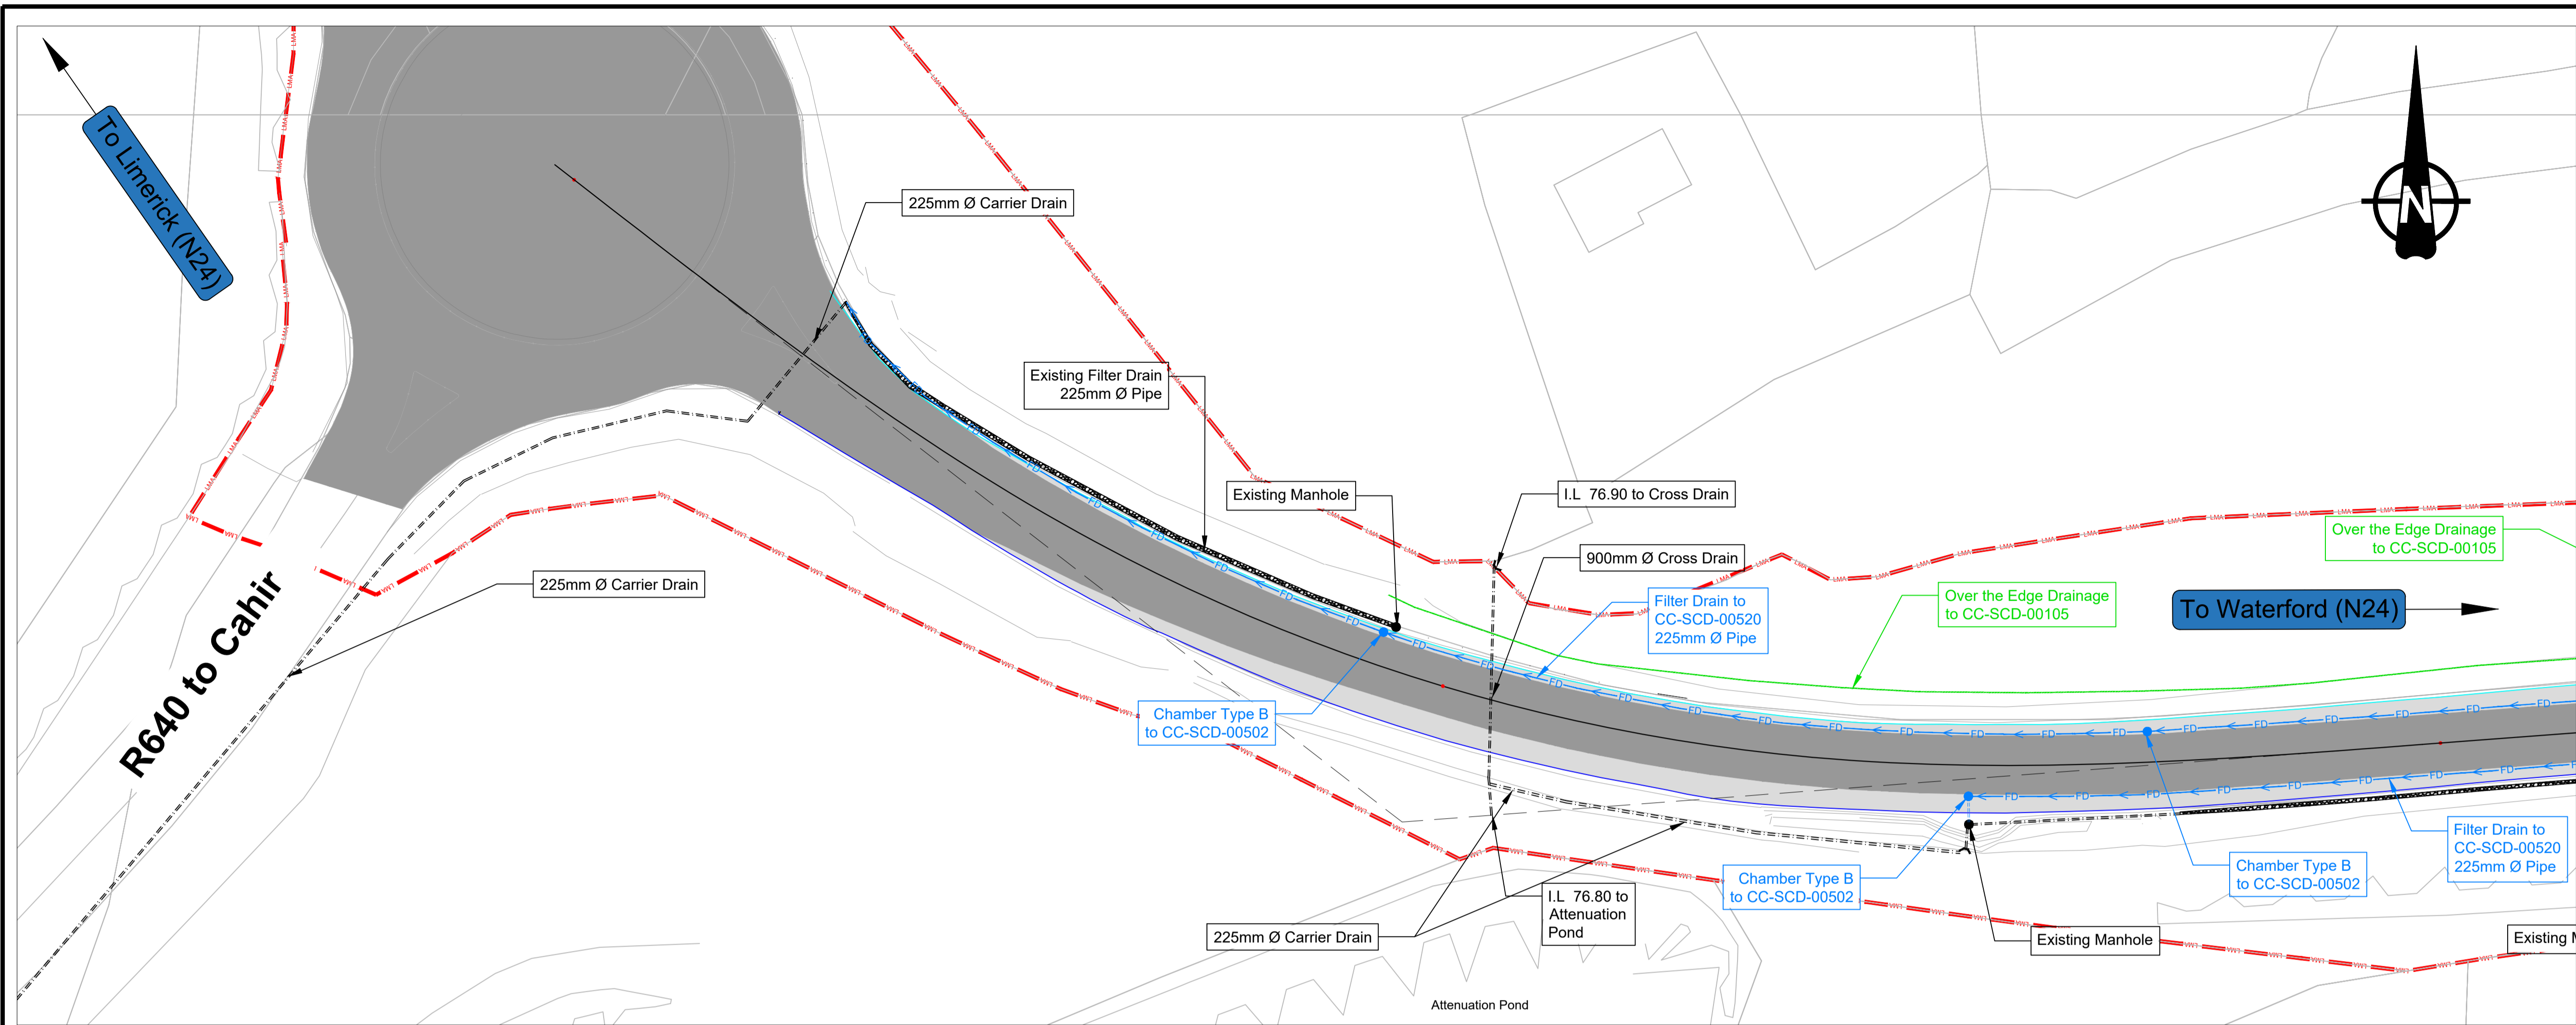 To Limerick (N24)
N
225mm Ø Carrier Drain
Existing Filter Drain
225mm Ø Pipe
Existing Manhole
I.L 76.90 to Cross Drain
900mm Ø Cross Drain
Filter Drain to
CC-SCD-00520
225mm Ø Pipe
Over the Edge Drainage
to CC-SCD-00105
Over the Edge Drainage
to CC-SCD-00105
To Waterford (N24)
225mm Ø Carrier Drain
R640 to Cahir
Chamber Type B
to CC-SCD-00502
225mm Ø Carrier Drain
I.L 76.80 to
Attenuation
Pond
Chamber Type B
to CC-SCD-00502
Existing Manhole
Chamber Type B
to CC-SCD-00502
Filter Drain to
CC-SCD-00520
225mm Ø Pipe
Existing M
Attenuation Pond
LMA
FD